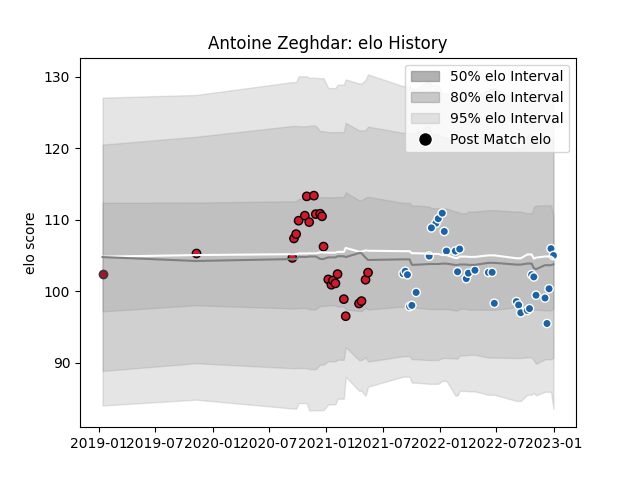 Antoine Zeghdar: elo History
50% elo Interval
80% elo Interval
95% elo Interval
Post Match elo
elo score
130
120
110
100
90
2019-01 2019-07 2020-01 2020-07 2021-01 2021-07 2022-01 2022-07 2023-01